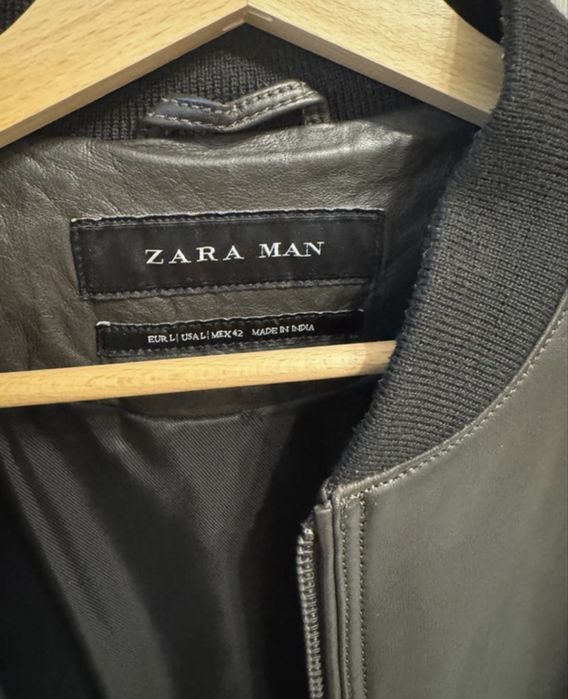 ZARA MAN
EUR L | USA L | MEX 42 MADE IN INDIA